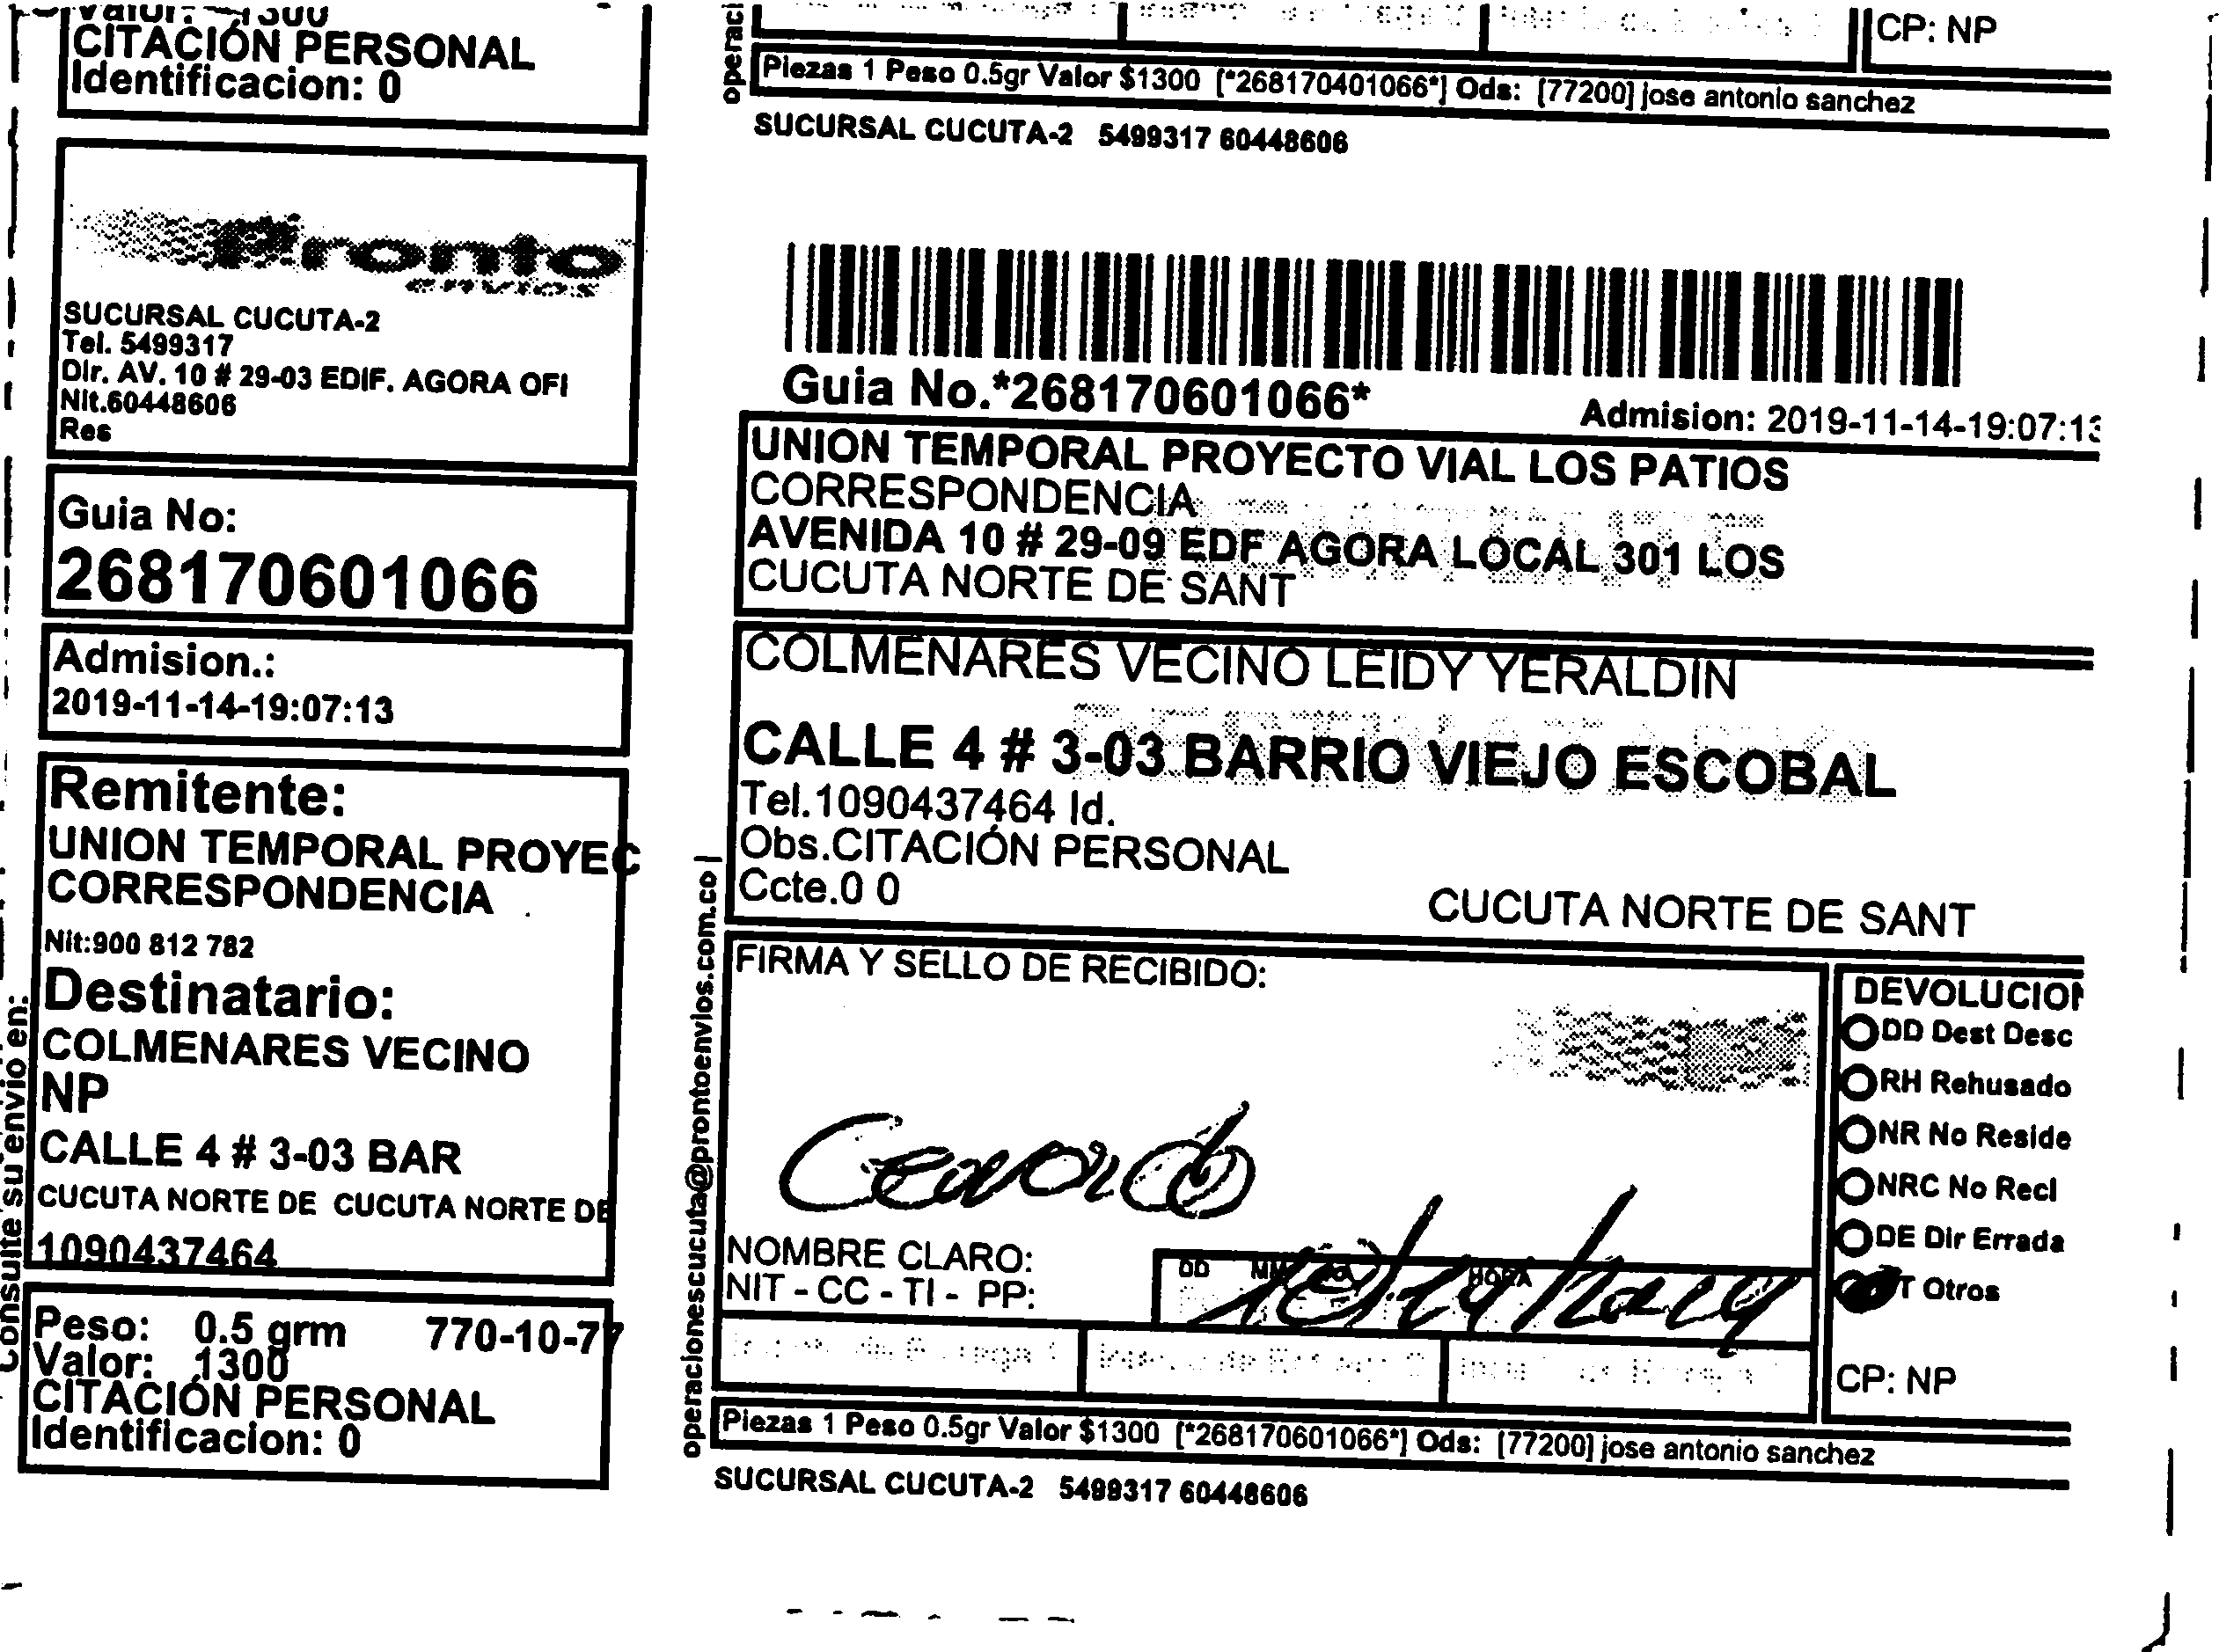 Valor: 1300
CITACIÓN PERSONAL
Identificacion: 0
Pronto
envios
SUCURSAL CUCUTA-2
Tel. 5499317
Dir. AV. 10 # 29-03 EDIF. AGORA OFI
Nit.60448606
Res
Guia No:
268170601066
Admision.:
2019-11-14-19:07:13
Remitente:
UNION TEMPORAL PROYEC
CORRESPONDENCIA
Nit:900 812 782
Destinatario:
COLMENARES VECINO
NP
CALLE 4 # 3-03 BAR
CUCUTA NORTE DE CUCUTA NORTE DE
1090437464
Peso: 0.5 grm 770-10-77
Valor: 1300
CITACIÓN PERSONAL
Identificacion: 0
Consulte su envio en:
operaci
CP: NP
Piezas 1 Peso 0.5gr Valor $1300 [*268170401066*] Ods: [77200] jose antonio sanchez
SUCURSAL CUCUTA-2 5499317 60448606
Guia No.*268170601066*
Admision: 2019-11-14-19:07:13
UNION TEMPORAL PROYECTO VIAL LOS PATIOS
CORRESPONDENCIA
AVENIDA 10 # 29-09 EDF AGORA LOCAL 301 LOS
CUCUTA NORTE DE SANT
COLMENARES VECINO LEIDY YERALDIN
CALLE 4 # 3-03 BARRIO VIEJO ESCOBAL
Tel.1090437464 Id.
Obs.CITACIÓN PERSONAL
Ccte.0 0
CUCUTA NORTE DE SANT
operacionescucuta@prontoenvios.com.co |
FIRMA Y SELLO DE RECIBIDO:
NOMBRE CLARO:
NIT - CC - TI - PP:
DD MM HORA
DEVOLUCION
DD Dest Desc
RH Rehusado
NR No Reside
NRC No Recl
DE Dir Errada
OT Otros
CP: NP
Piezas 1 Peso 0.5gr Valor $1300 [*268170601066*] Ods: [77200] jose antonio sanchez
SUCURSAL CUCUTA-2 5499317 60448606